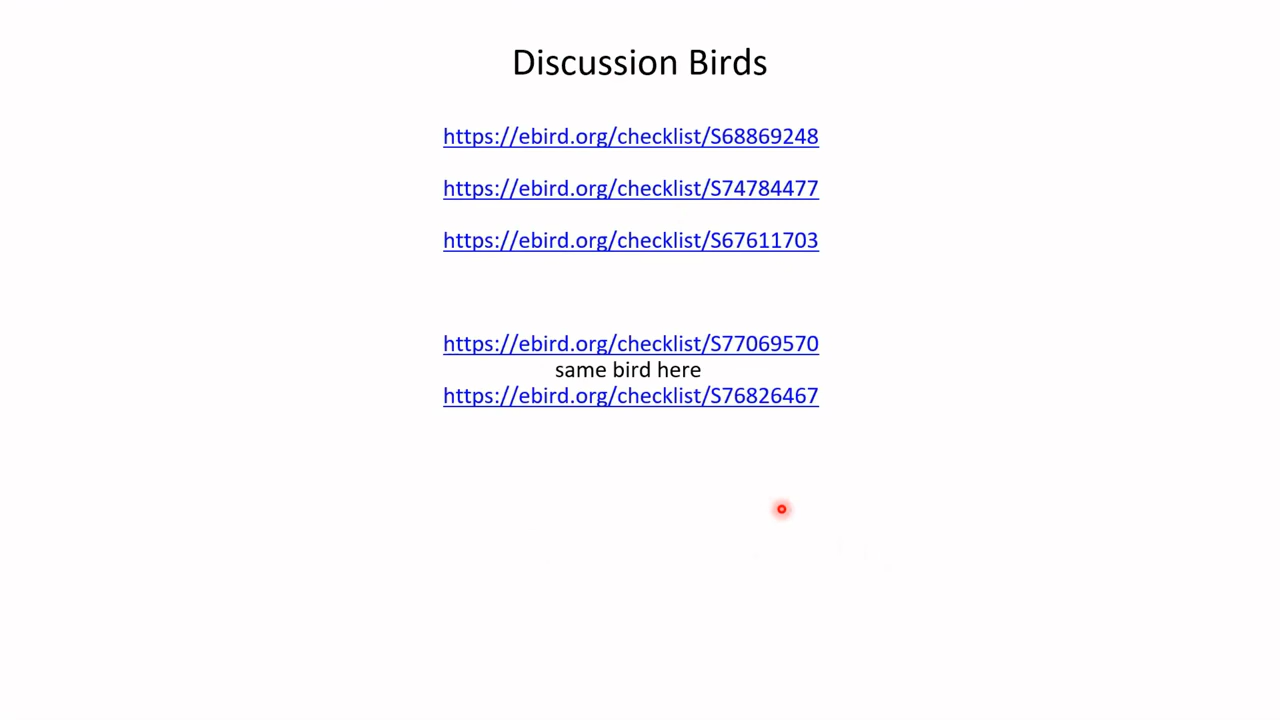 Discussion Birds
https://ebird.org/checklist/S68869248
https://ebird.org/checklist/S74784477
https://ebird.org/checklist/S67611703
https://ebird.org/checklist/S77069570
same bird here
https://ebird.org/checklist/S76826467